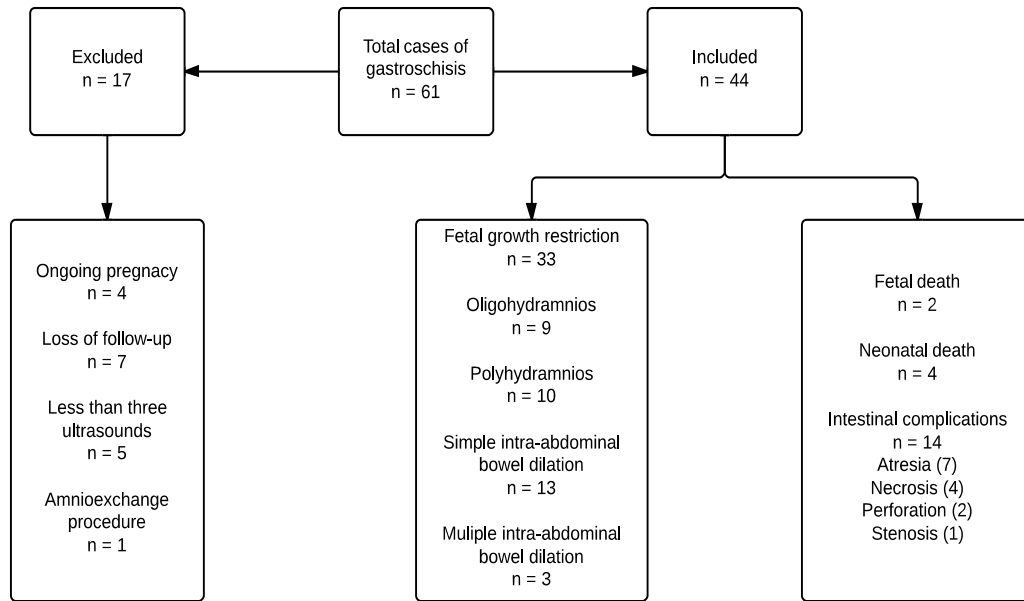 Excluded
n = 17
Total cases of
gastroschisis
n = 61
Included
n = 44
Ongoing pregnacy
n = 4
Loss of follow-up
n = 7
Less than three
ultrasounds
n = 5
Amnioexchange
procedure
n = 1
Fetal growth restriction
n = 33
Oligohydramnios
n = 9
Polyhydramnios
n = 10
Simple intra-abdominal
bowel dilation
n = 13
Muliple intra-abdominal
bowel dilation
n = 3
Fetal death
n = 2
Neonatal death
n = 4
Intestinal complications
n = 14
Atresia (7)
Necrosis (4)
Perforation (2)
Stenosis (1)